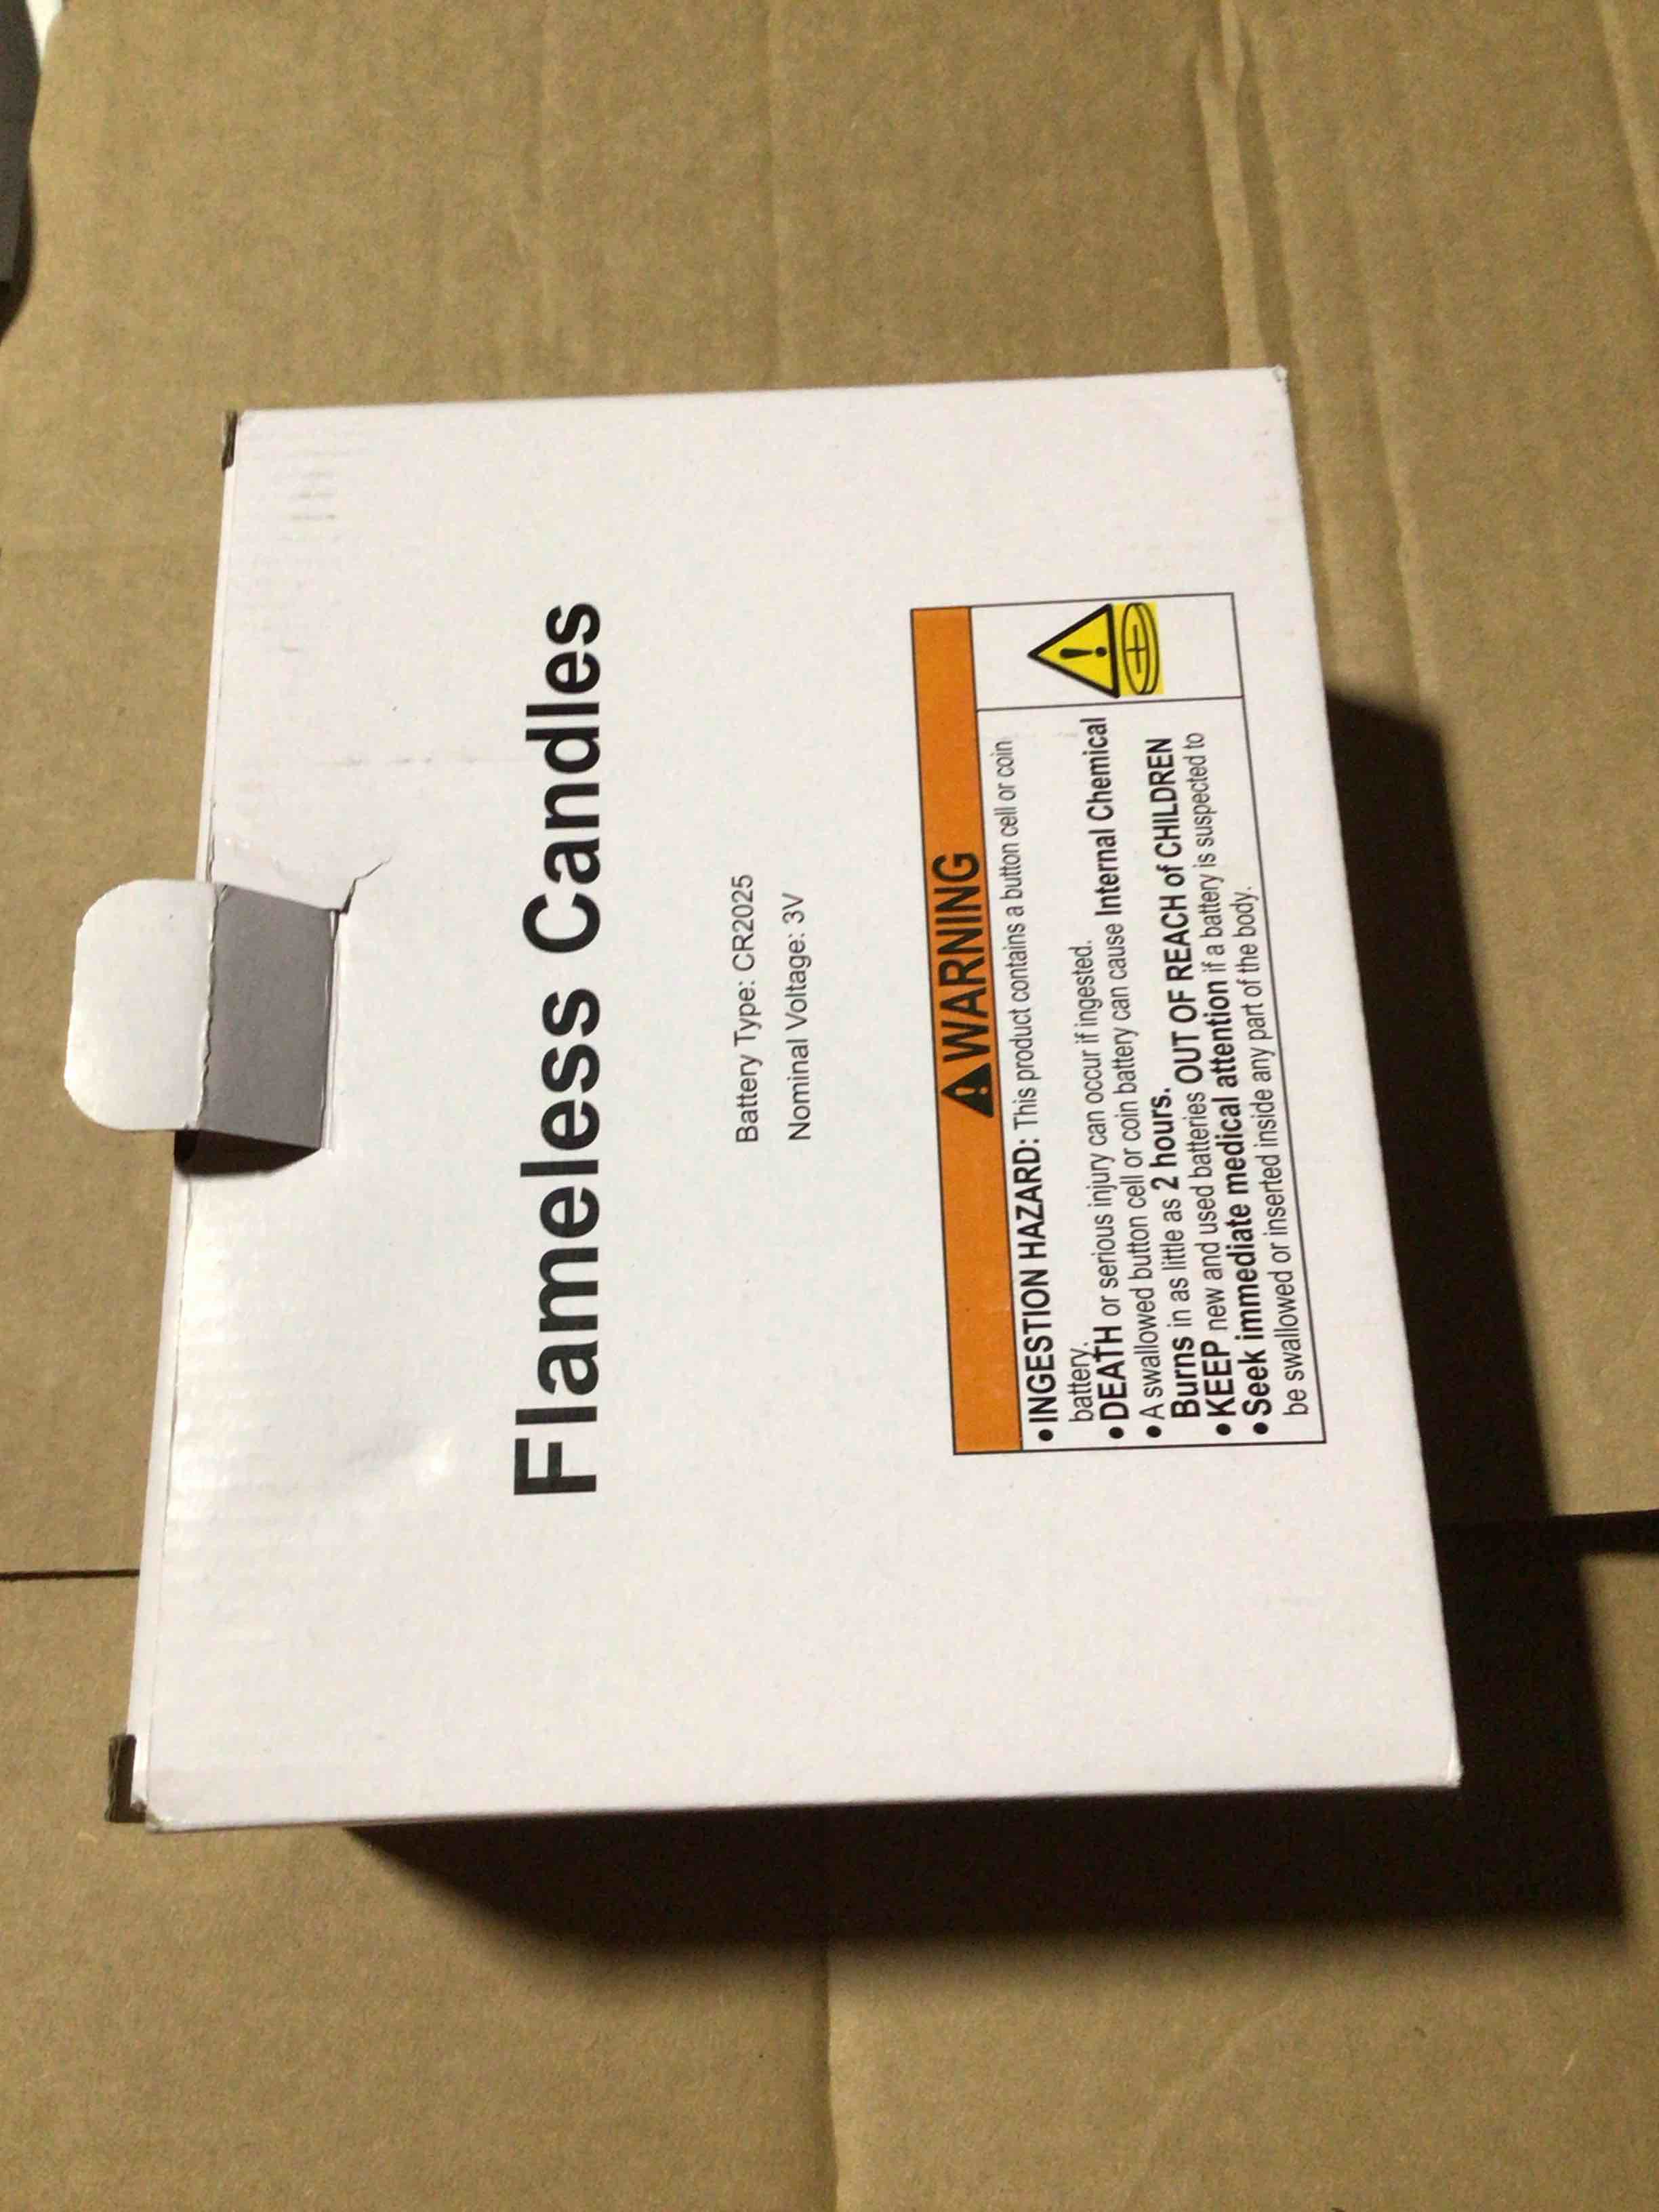 Flameless Candles
Battery Type: CR2025
Nominal Voltage: 3V
WARNING
• INGESTION HAZARD: This product contains a button cell or coin
battery.
• DEATH or serious injury can occur if ingested.
• A swallowed button cell or coin battery can cause Internal Chemical
Burns in as little as 2 hours.
• KEEP new and used batteries OUT OF REACH of CHILDREN
• Seek immediate medical attention if a battery is suspected to
be swallowed or inserted inside any part of the body.